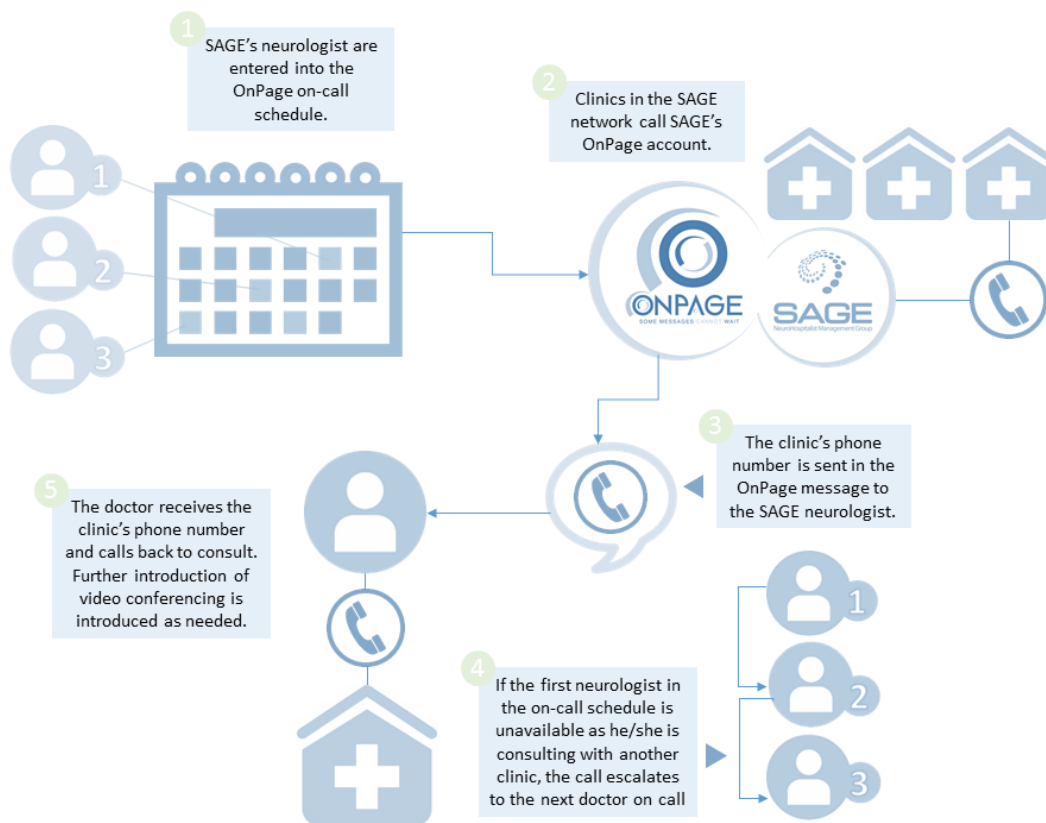 1
SAGE's neurologist are
entered into the
OnPage on-call
schedule.
2
Clinics in the SAGE
network call SAGE's
OnPage account.
1
2
3
ONPAGE
SOME MESSAGES CANNOT WAIT
SAGE
NeuroHospitalist Management Group
3
The clinic's phone
number is sent in the
OnPage message to
the SAGE neurologist.
5
The doctor receives the
clinic's phone number
and calls back to consult.
Further introduction of
video conferencing is
introduced as needed.
4
If the first neurologist in
the on-call schedule is
unavailable as he/she is
consulting with another
clinic, the call escalates
to the next doctor on call
1
2
3